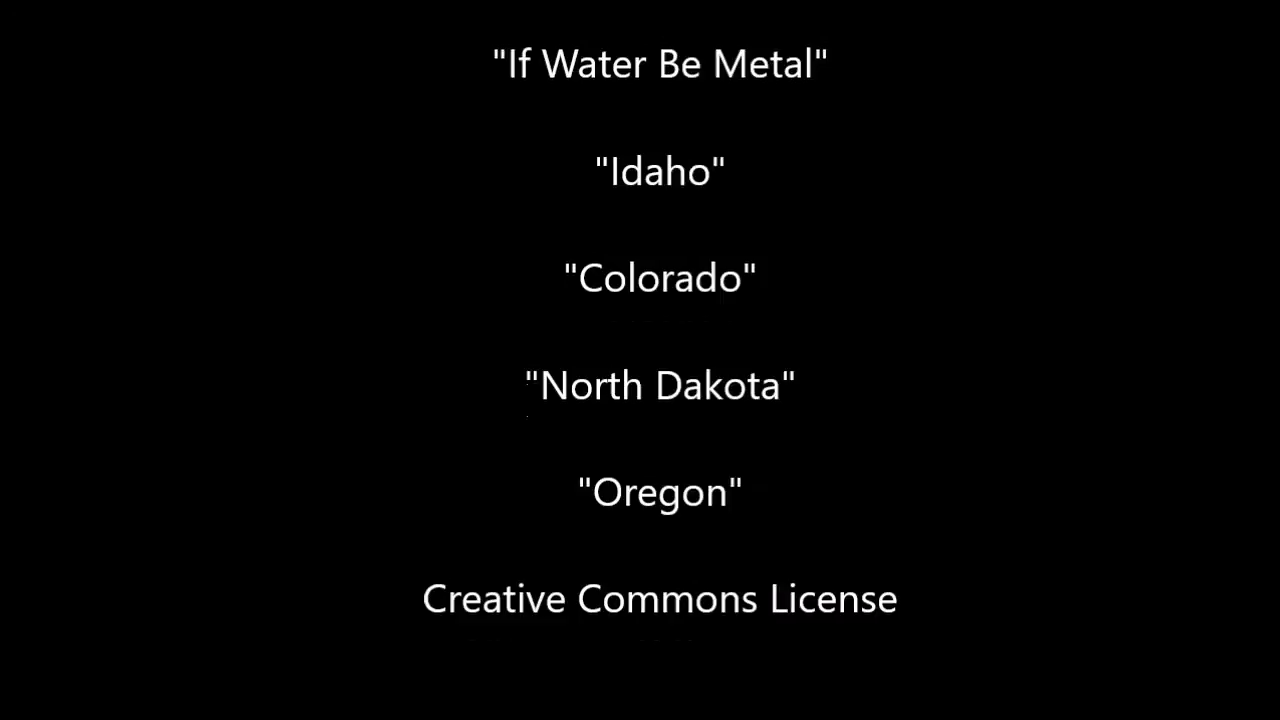 "If Water Be Metal"
"Idaho"
"Colorado"
"North Dakota"
"Oregon"
Creative Commons License